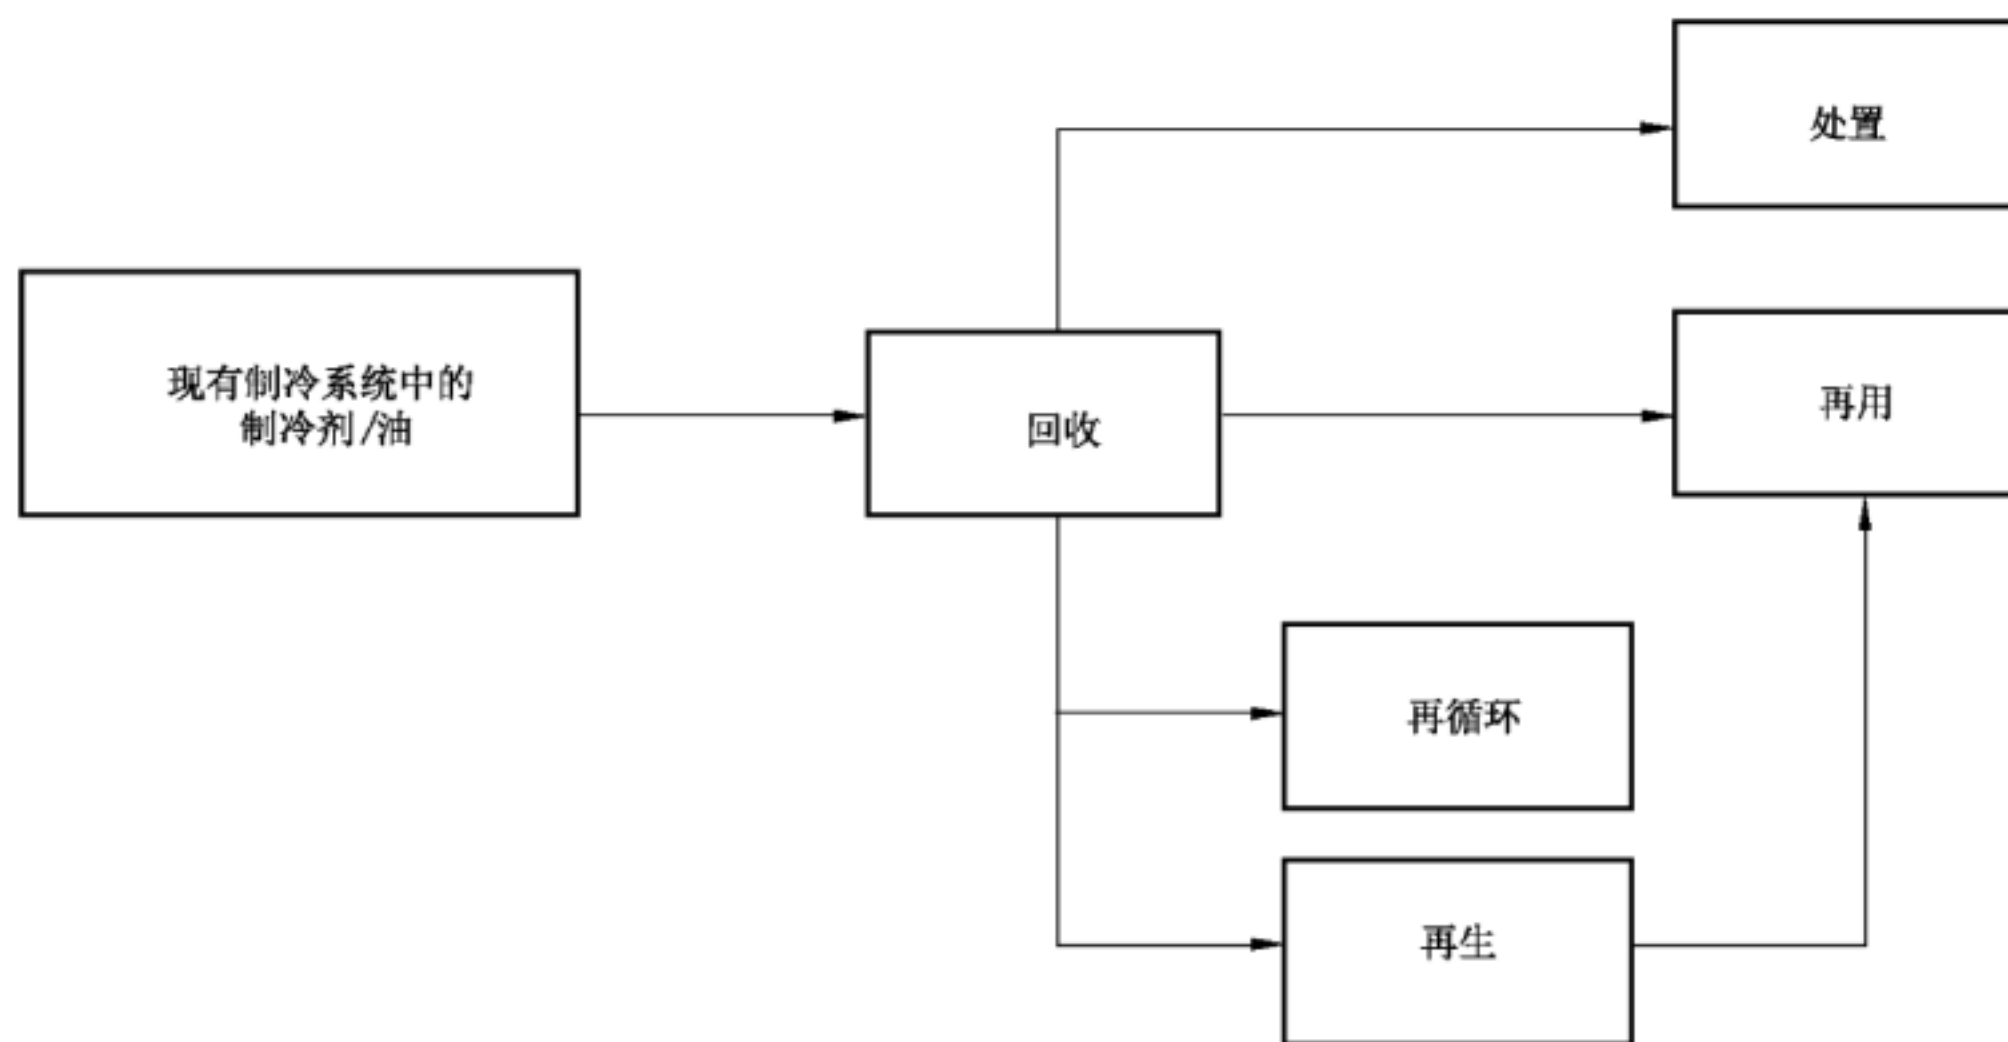 处置
现有制冷系统中的
制冷剂/油
回收
再用
再循环
再生